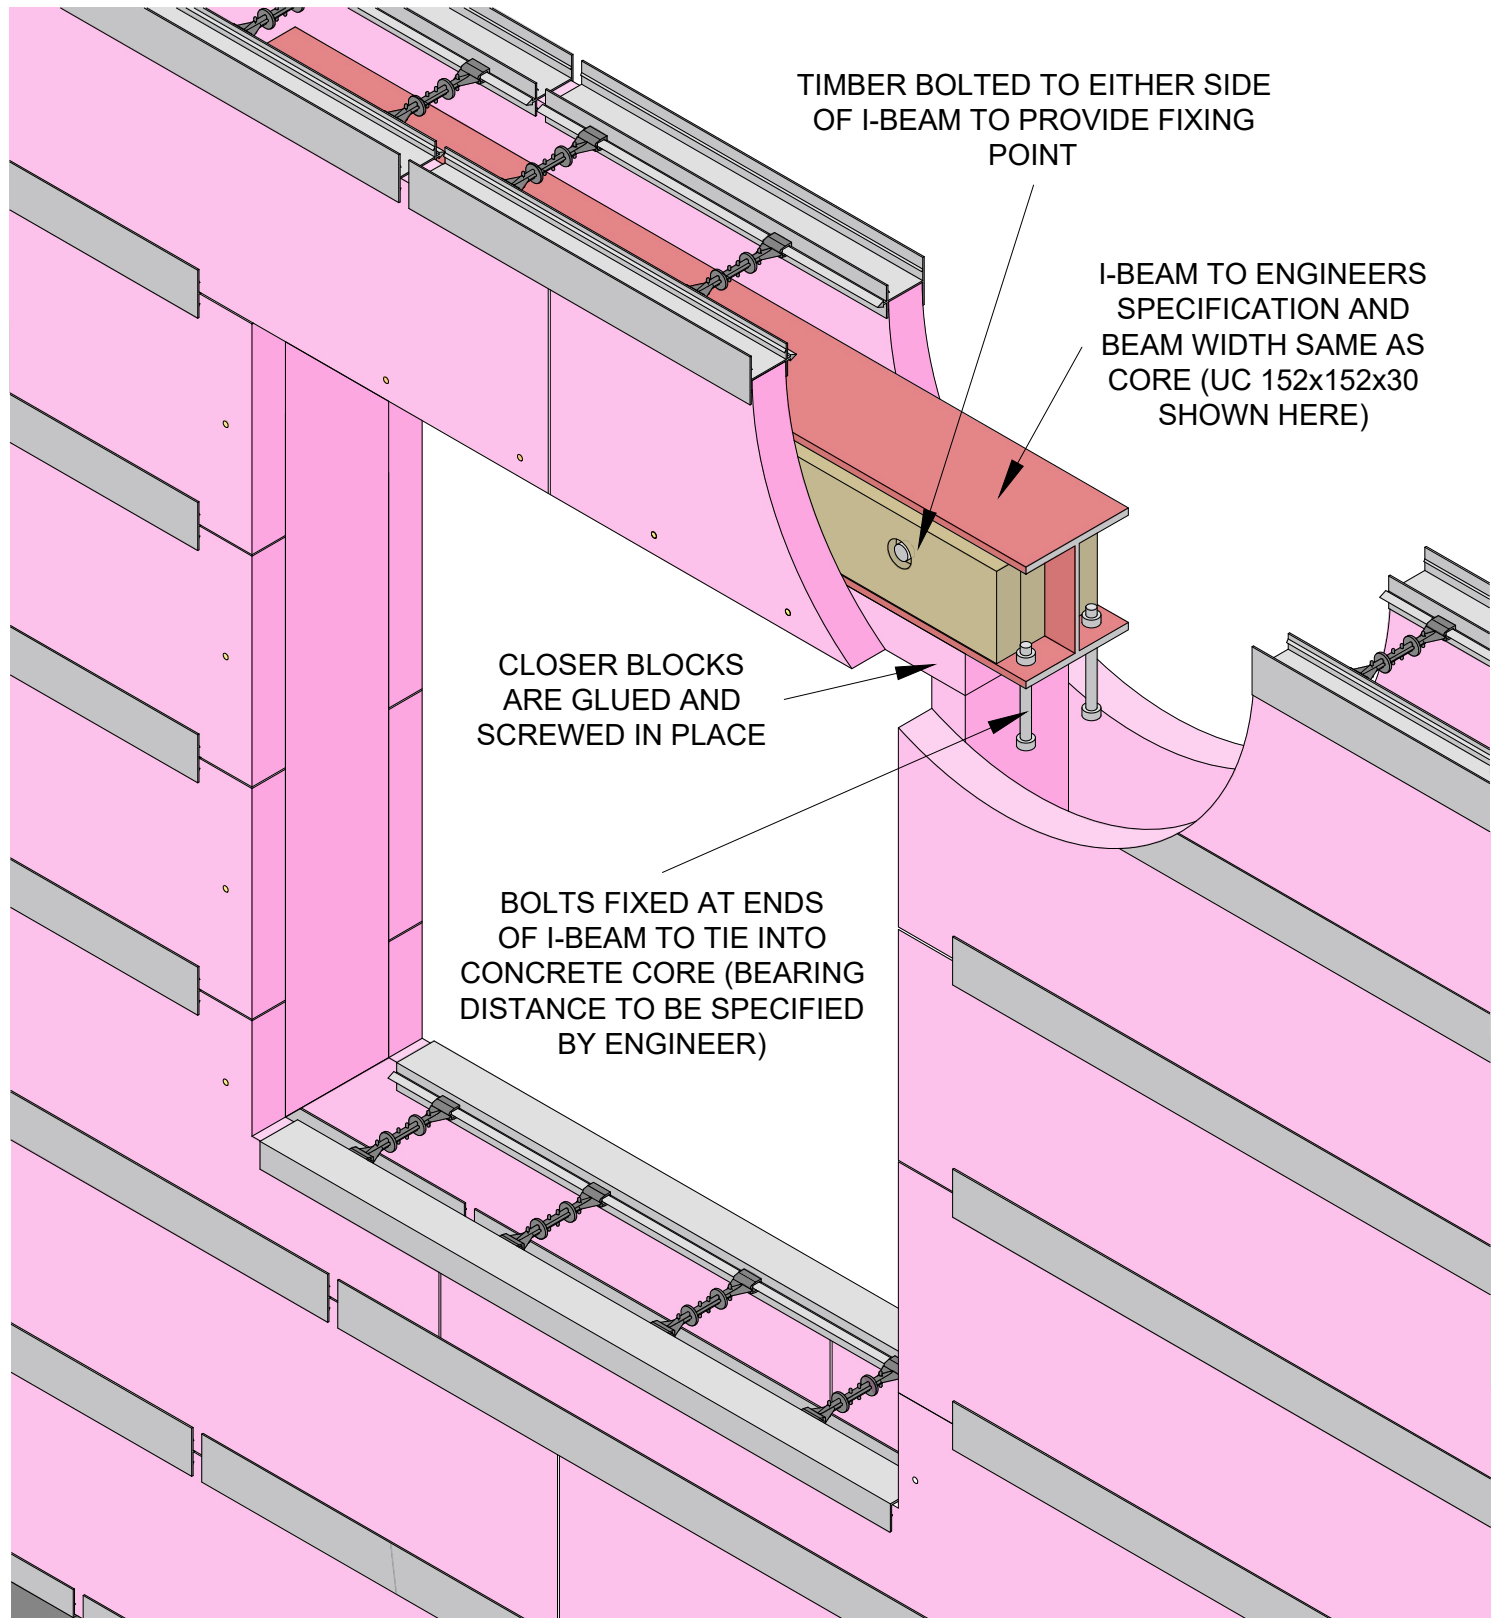 TIMBER BOLTED TO EITHER SIDE
OF I-BEAM TO PROVIDE FIXING
POINT
I-BEAM TO ENGINEERS
SPECIFICATION AND
BEAM WIDTH SAME AS
CORE (UC 152x152x30
SHOWN HERE)
CLOSER BLOCKS
ARE GLUED AND
SCREWED IN PLACE
BOLTS FIXED AT ENDS
OF I-BEAM TO TIE INTO
CONCRETE CORE (BEARING
DISTANCE TO BE SPECIFIED
BY ENGINEER)